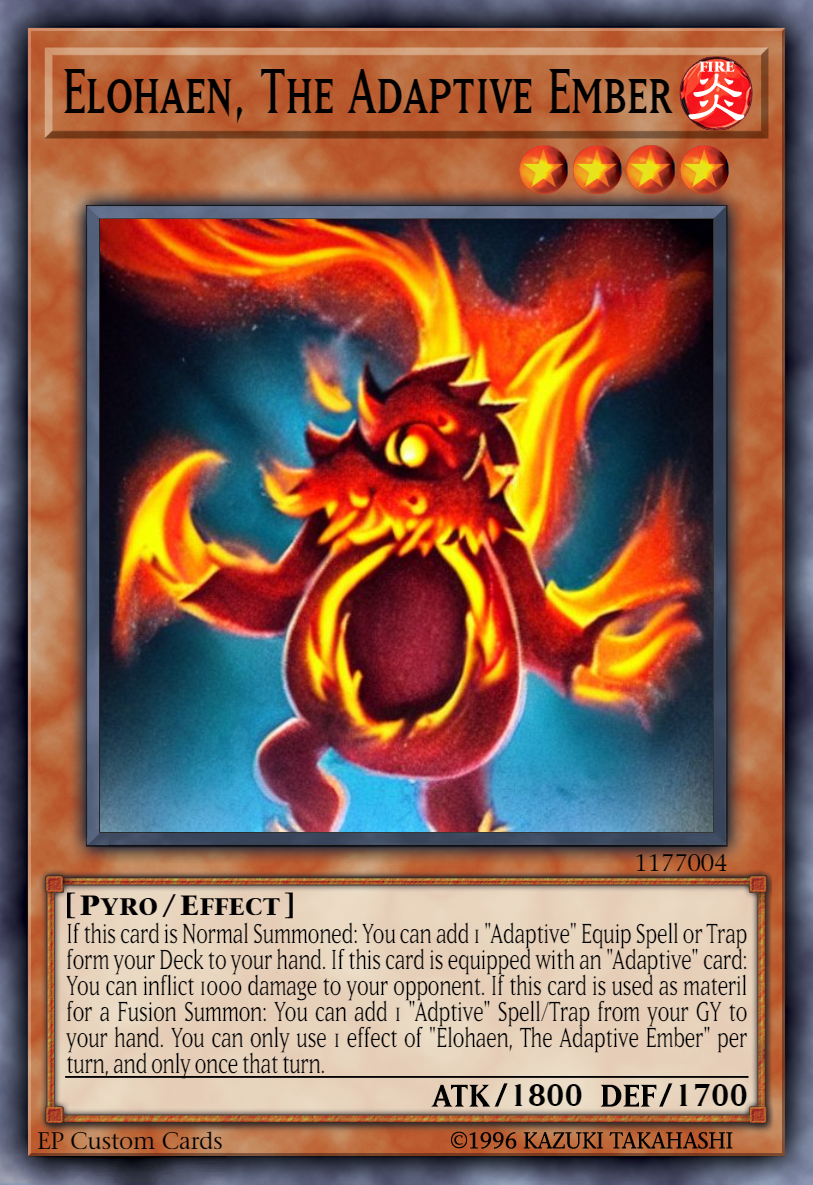 Elohaen, The Adaptive Ember
FIRE
炎
1177004
[ Pyro / Effect ]
If this card is Normal Summoned: You can add 1 "Adaptive" Equip Spell or Trap
form your Deck to your hand. If this card is equipped with an "Adaptive" card:
You can inflict 1000 damage to your opponent. If this card is used as materil
for a Fusion Summon: You can add 1 "Adptive" Spell/Trap from your GY to
your hand. You can only use 1 effect of "Elohaen, The Adaptive Ember" per
turn, and only once that turn.
ATK/1800 DEF/1700
EP Custom Cards
©1996 KAZUKI TAKAHASHI